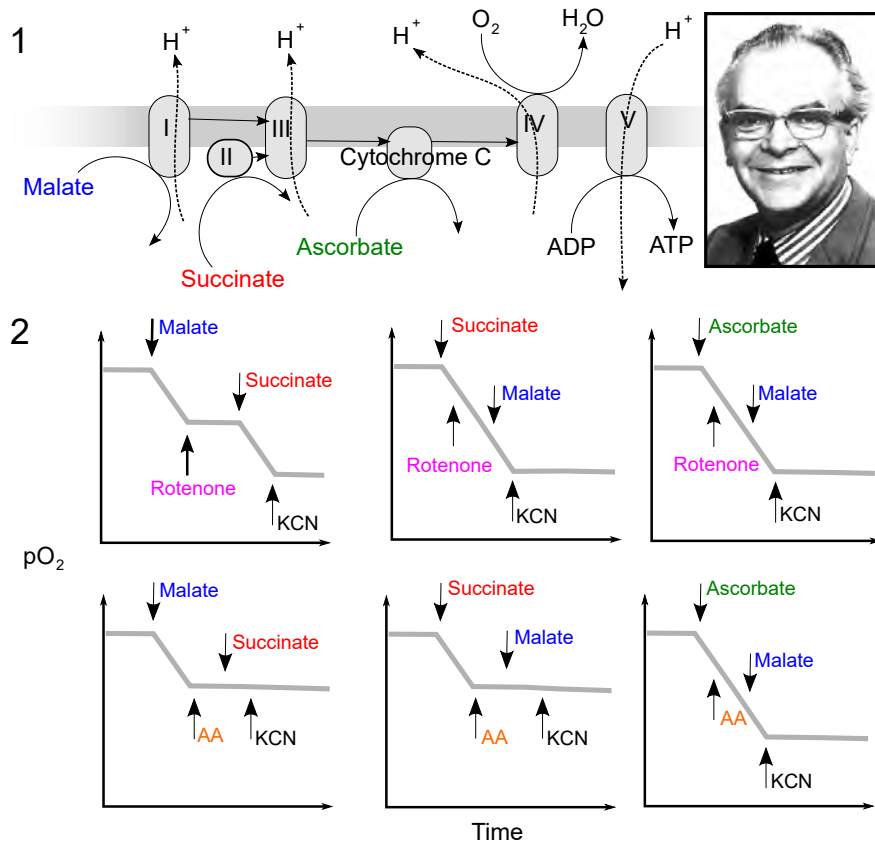 1
H+
H+
H+
O2
H2O
H+
I
III
IV
V
II
Cytochrome C
Malate
Ascorbate
ADP
ATP
Succinate
2
Malate
Succinate
Rotenone
KCN
Succinate
Malate
Rotenone
KCN
Ascorbate
Malate
Rotenone
KCN
pO2
Malate
Succinate
AA
KCN
Succinate
Malate
AA
KCN
Ascorbate
Malate
AA
KCN
Time